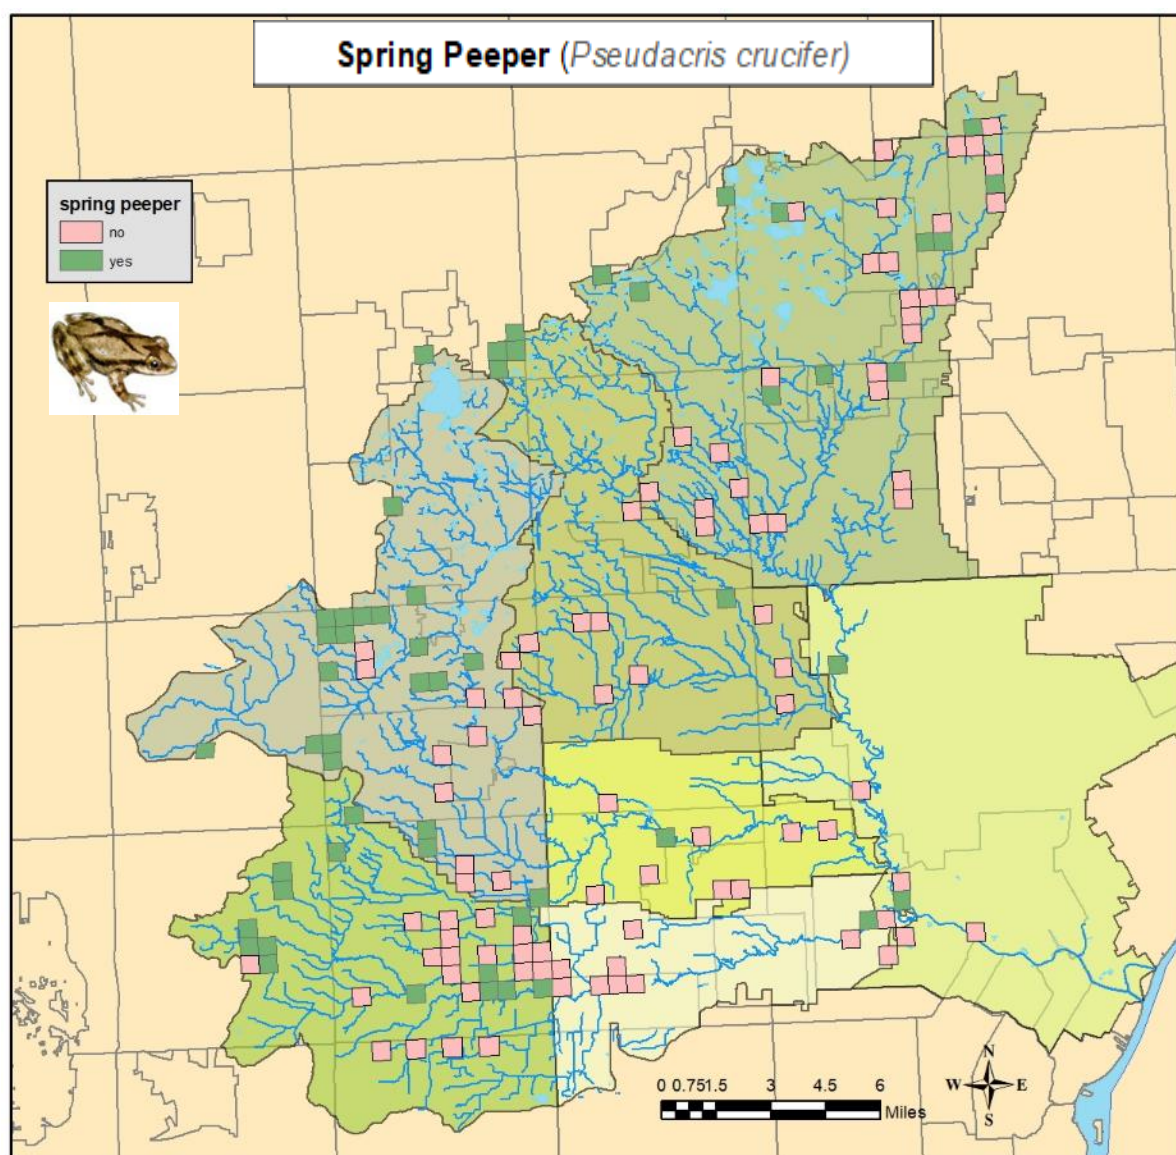 Spring Peeper (Pseudacris crucifer)
spring peeper
no
yes
N
W E
S
0 0.751.5 3 4.5 6
Miles